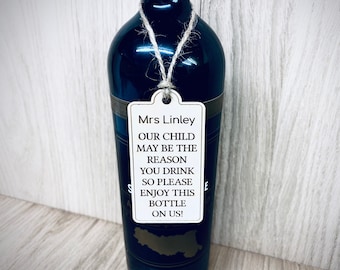 Mrs Linley
OUR CHILD
MAY BE THE
REASON
YOU DRINK
SO PLEASE
ENJOY THIS
BOTTLE
ON US!